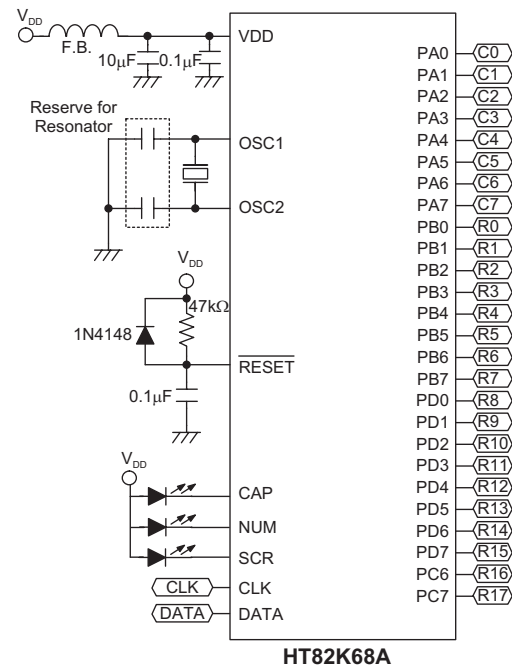 VDD
F.B.
10μF
0.1μF
VDD
Reserve for
Resonator
OSC1
OSC2
VDD
47kΩ
1N4148
RESET
0.1μF
VDD
CAP
NUM
SCR
CLK CLK
DATA DATA
PA0 C0
PA1 C1
PA2 C2
PA3 C3
PA4 C4
PA5 C5
PA6 C6
PA7 C7
PB0 R0
PB1 R1
PB2 R2
PB3 R3
PB4 R4
PB5 R5
PB6 R6
PB7 R7
PD0 R8
PD1 R9
PD2 R10
PD3 R11
PD4 R12
PD5 R13
PD6 R14
PD7 R15
PC6 R16
PC7 R17
HT82K68A